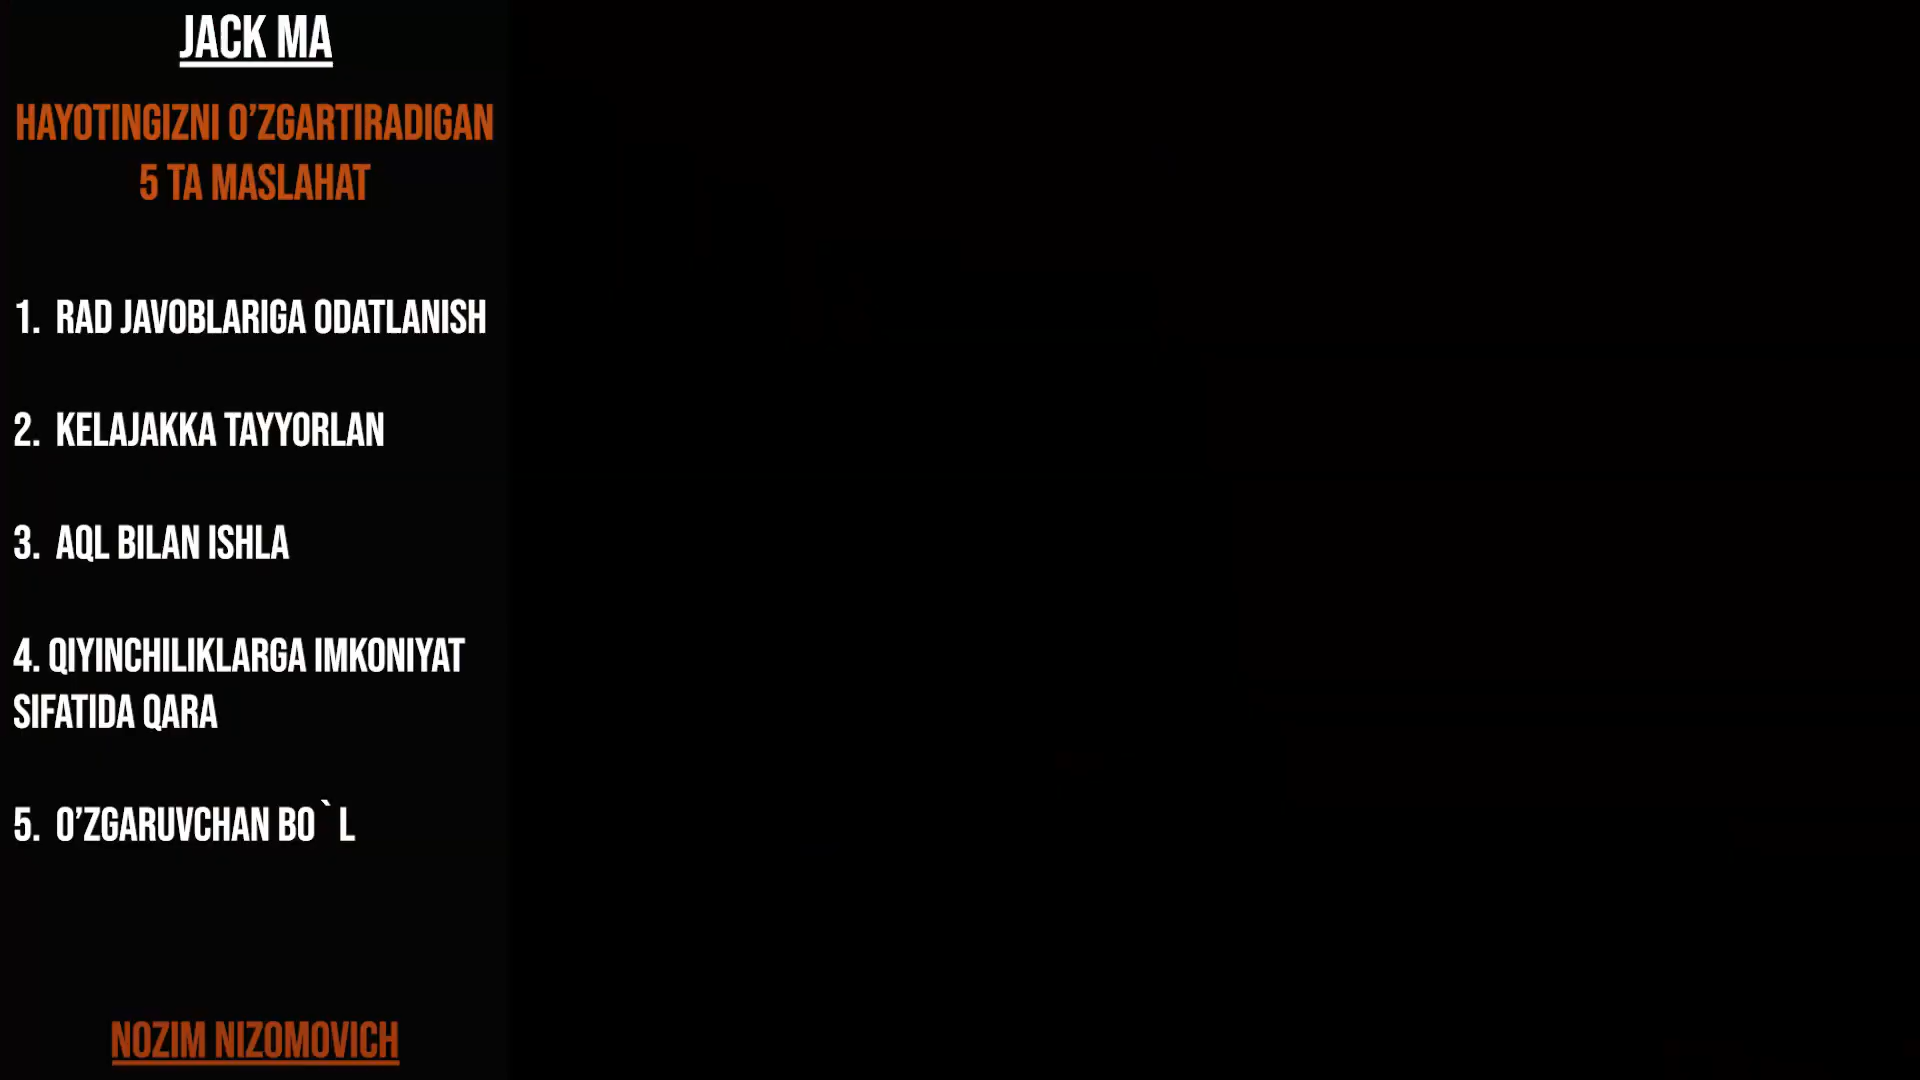 JACK MA
HAYOTINGIZNI O’ZGARTIRADIGAN
5 TA MASLAHAT
1. RAD JAVOBLARIGA ODATLANISH
2. KELAJAKKA TAYYORLAN
3. AQL BILAN ISHLA
4. QIYINCHILIKLARGA IMKONIYAT
SIFATIDA QARA
5. O’ZGARUVCHAN BO`L
NOZIM NIZOMOVICH